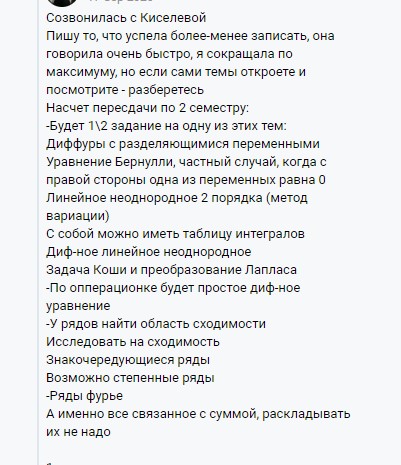 Созвонилась с Киселевой
Пишу то, что успела более-менее записать, она
говорила очень быстро, я сокращала по
максимуму, но если сами темы откроете и
посмотрите - разберетесь
Насчет пересдачи по 2 семестру:
-Будет 1\2 задание на одну из этих тем:
Диффуры с разделяющимися переменными
Уравнение Бернулли, частный случай, когда с
правой стороны одна из переменных равна 0
Линейное неоднородное 2 порядка (метод
вариации)
С собой можно иметь таблицу интегралов
Диф-ное линейное неоднородное
Задача Коши и преобразование Лапласа
-По опперационке будет простое диф-ное
уравнение
-У рядов найти область сходимости
Исследовать на сходимость
Знакочередующиеся ряды
Возможно степенные ряды
-Ряды фурье
А именно все связанное с суммой, раскладывать
их не надо